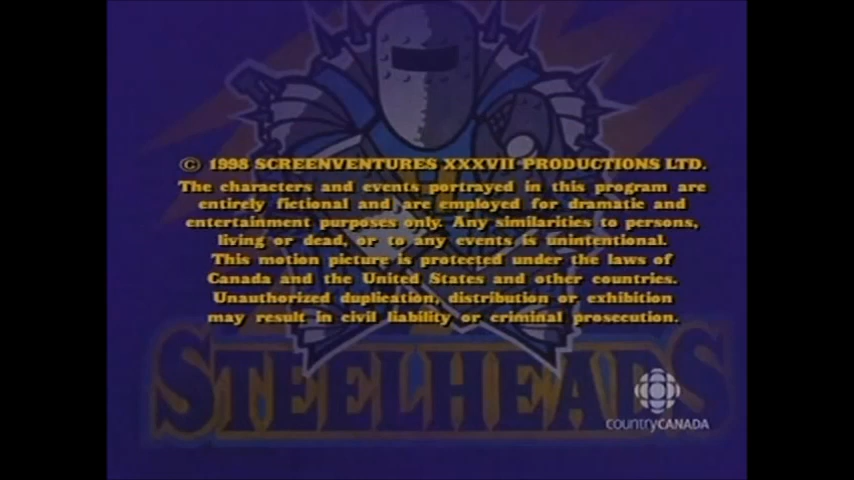 © 1998 SCREENVENTURES XXXVII PRODUCTIONS LTD.
The characters and events portrayed in this program are
entirely fictional and are employed for dramatic and
entertainment purposes only. Any similarities to persons,
living or dead, or to any events is unintentional.
This motion picture is protected under the laws of
Canada and the United States and other countries.
Unauthorized duplication, distribution or exhibition
may result in civil liability or criminal prosecution.
STEELHEADS
countryCANADA